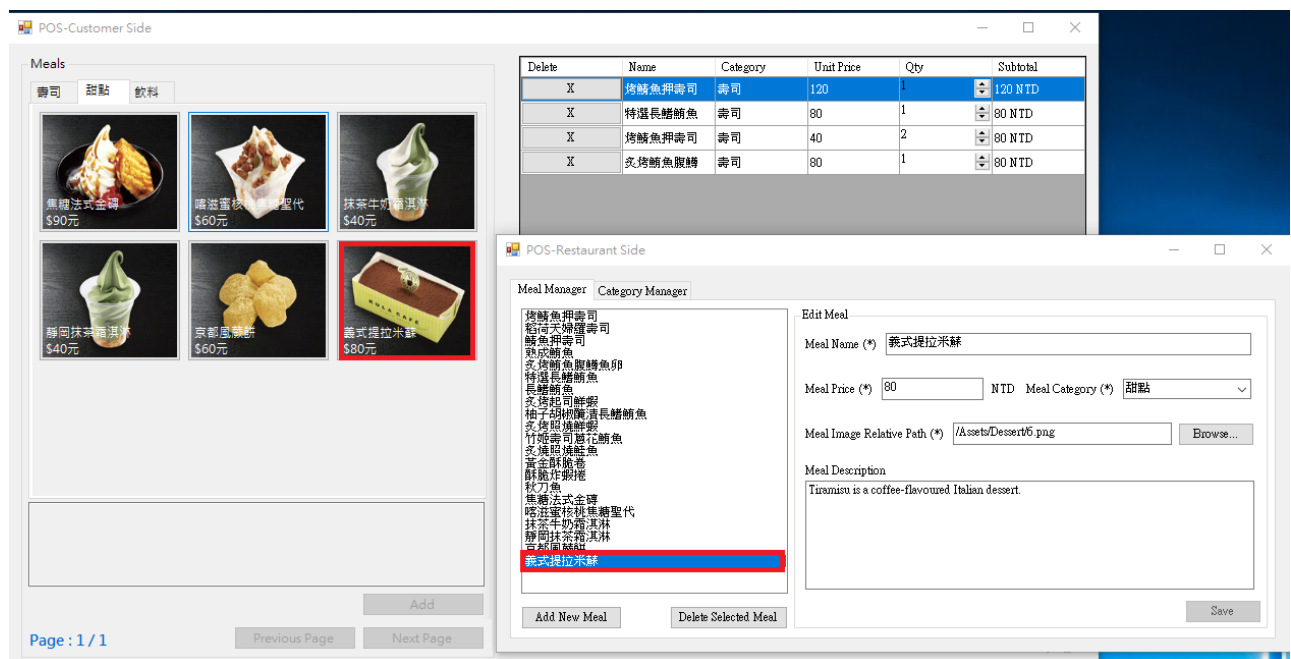 POS-Customer Side
Meals
壽司 甜點 飲料
焦糖法式金磚
$90元
喀滋蜜核桃焦糖聖代
$60元
抹茶牛奶霜淇淋
$40元
靜岡抹茶霜淇淋
$40元
京都風蕨餅
$60元
義式提拉米蘇
$80元
Add
Page : 1 / 1
Previous Page
Next Page
Delete Name Category Unit Price Qty Subtotal
X 烤鯖魚押壽司 壽司 120 1 120 NTD
X 特選長鰭鮪魚 壽司 80 1 80 NTD
X 烤鯖魚押壽司 壽司 40 2 80 NTD
X 炙烤鮪魚腹鱒 壽司 80 1 80 NTD
POS-Restaurant Side
Meal Manager Category Manager
烤鯖魚押壽司
稻荷天婦羅壽司
鯖魚押壽司
熟成鮪魚
炙烤鮪魚腹鱒魚卵
特選長鰭鮪魚
長鰭鮪魚
炙烤起司鮮蝦
柚子胡椒醃漬長鰭鮪魚
炙烤照燒鮮蝦
竹姬壽司蔥花鮪魚
炙燒照燒鮭魚
黃金酥脆卷
酥脆炸蝦捲
秋刀魚
焦糖法式金磚
喀滋蜜核桃焦糖聖代
抹茶牛奶霜淇淋
靜岡抹茶霜淇淋
京都風蕨餅
義式提拉米蘇
Add New Meal
Delete Selected Meal
Edit Meal
Meal Name (*) 義式提拉米蘇
Meal Price (*) 80 NTD Meal Category (*) 甜點
Meal Image Relative Path (*) /Assets/Dessert/6.png Browse...
Meal Description
Tiramisu is a coffee-flavoured Italian dessert.
Save